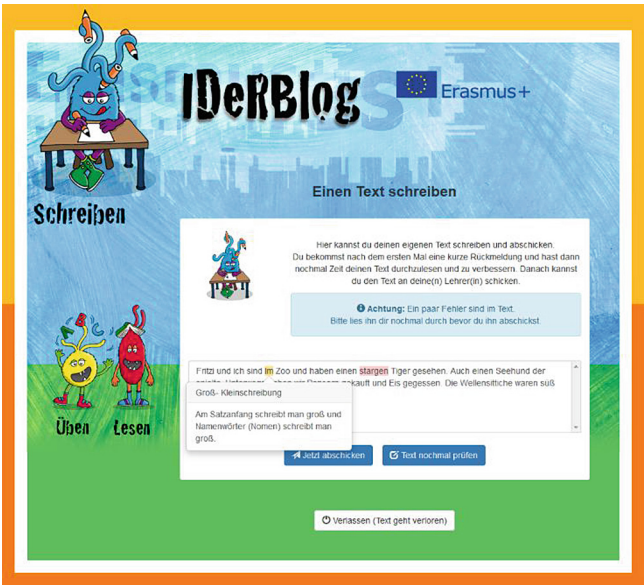 IDeRBlog
Erasmus+
Einen Text schreiben
Schreiben
Hier kannst du deinen eigenen Text schreiben und abschicken.
Du bekommst nach dem ersten Mal eine kurze Rückmeldung und hast dann
nochmal Zeit deinen Text durchzulesen und zu verbessern. Danach kannst
du den Text an deine(n) Lehrer(in) schicken.
Achtung: Ein paar Fehler sind im Text.
Bitte lies ihn dir nochmal durch bevor du ihn abschickst.
Fritzi und ich sind Im Zoo und haben einen stargen Tiger gesehen. Auch einen Seehund der
gekauft und Eis gegessen. Die Wellensittiche waren süß
Groß- Kleinschreibung
Am Satzanfang schreibt man groß und
Namenwörter (Nomen) schreibt man
groß.
ABC
Üben
Lesen
Jetzt abschicken
Text nochmal prüfen
Verlassen (Text geht verloren)